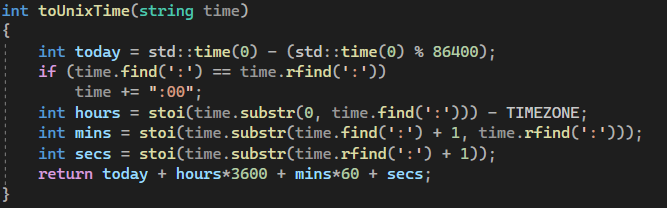 int toUnixTime(string time)
{
    int today = std::time(0) - (std::time(0) % 86400);
    if (time.find(':') == time.rfind(':'))
        time += ":00";
    int hours = stoi(time.substr(0, time.find(':'))) - TIMEZONE;
    int mins = stoi(time.substr(time.find(':') + 1, time.rfind(':')));
    int secs = stoi(time.substr(time.rfind(':') + 1));
    return today + hours*3600 + mins*60 + secs;
}